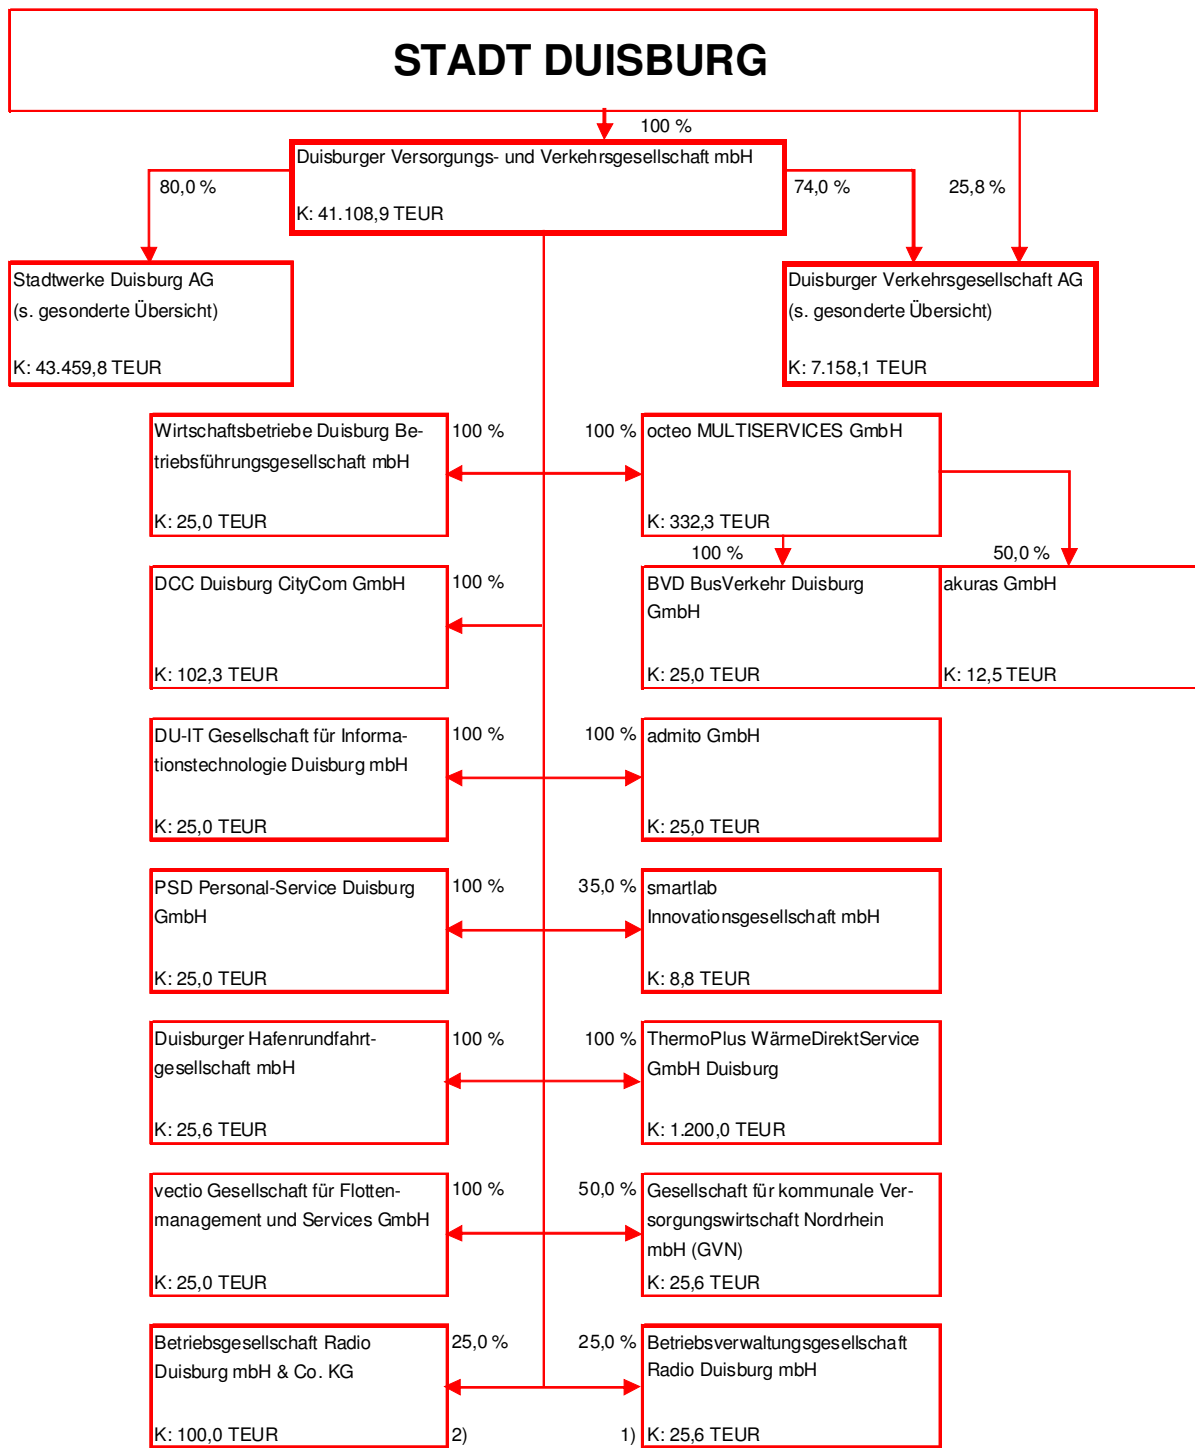 STADT DUISBURG
100 %
Duisburger Versorgungs- und Verkehrsgesellschaft mbH
K: 41.108,9 TEUR
80,0 %
74,0 %
25,8 %
Stadtwerke Duisburg AG
(s. gesonderte Übersicht)
K: 43.459,8 TEUR
Duisburger Verkehrsgesellschaft AG
(s. gesonderte Übersicht)
K: 7.158,1 TEUR
Wirtschaftsbetriebe Duisburg Be-
triebsführungsgesellschaft mbH
K: 25,0 TEUR
100 %
100 %
octeo MULTISERVICES GmbH
K: 332,3 TEUR
100 %
50,0 %
DCC Duisburg CityCom GmbH
K: 102,3 TEUR
100 %
BVD BusVerkehr Duisburg
GmbH
K: 25,0 TEUR
akuras GmbH
K: 12,5 TEUR
DU-IT Gesellschaft für Informa-
tionstechnologie Duisburg mbH
K: 25,0 TEUR
100 %
100 %
admito GmbH
K: 25,0 TEUR
PSD Personal-Service Duisburg
GmbH
K: 25,0 TEUR
100 %
35,0 %
smartlab
Innovationsgesellschaft mbH
K: 8,8 TEUR
Duisburger Hafenrundfahrt-
gesellschaft mbH
K: 25,6 TEUR
100 %
100 %
ThermoPlus WärmeDirektService
GmbH Duisburg
K: 1.200,0 TEUR
vectio Gesellschaft für Flotten-
management und Services GmbH
K: 25,0 TEUR
100 %
50,0 %
Gesellschaft für kommunale Ver-
sorgungswirtschaft Nordrhein
mbH (GVN)
K: 25,6 TEUR
Betriebsgesellschaft Radio
Duisburg mbH & Co. KG
K: 100,0 TEUR
25,0 %
2)
25,0 %
1)
Betriebsverwaltungsgesellschaft
Radio Duisburg mbH
K: 25,6 TEUR